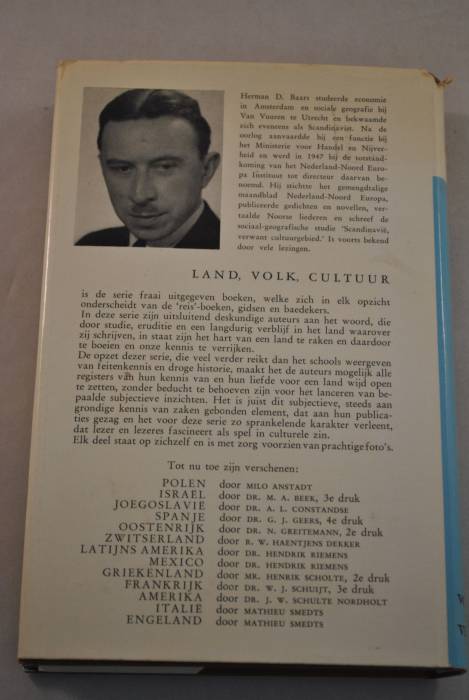 Herman D. Baars studeerde economie
in Amsterdam en sociale geografie bij
Van Vuuren te Utrecht en bekwaamde
zich eveneens als Scandinavist. Na de
oorlog aanvaardde hij een functie bij
het Ministerie voor Handel en Nijver-
heid en werd in 1947 bij de totstand-
koming van het Nederland-Noord Euro-
pa Instituut tot directeur daarvan be-
noemd. Hij stichtte het gemengdtalige
maandblad Nederland-Noord Europa,
publiceerde gedichten en novellen, ver-
taalde Noorse liederen en schreef de
sociaal-geografische studie 'Scandinavië,
verwant cultuurgebied.' Is voorts bekend
door vele lezingen.
LAND, VOLK, CULTUUR
is de serie fraai uitgegeven boeken, welke zich in elk opzicht
onderscheidt van de 'reis'-boeken, gidsen en baedekers.
In deze serie zijn uitsluitend deskundige auteurs aan het woord, die
door studie, eruditie en een langdurig verblijf in het land waarover
zij schrijven, in staat zijn het hart van een land te raken en daardoor
te boeien en onze kennis te verrijken.
De opzet dezer serie, die veel verder reikt dan het schools weergeven
van feitenkennis en droge historie, maakt het de auteurs mogelijk alle
registers van hun kennis van en hun liefde voor een land wijd open
te zetten, zonder beducht te behoeven zijn voor het lanceren van be-
paalde subjectieve inzichten. Het is juist dit subjectieve, steeds aan
grondige kennis van zaken gebonden element, dat aan hun publica-
ties gezag en het voor deze serie zo sprankelende karakter verleent,
dat lezer en lezeres fascineert als spel in culturele zin.
Elk deel staat op zichzelf en is met zorg voorzien van prachtige foto's.
Tot nu toe zijn verschenen:
POLEN door MILO ANSTADT
ISRAEL door DR. M. A. BEEK, 3e druk
JOEGOSLAVIE door DR. A. L. CONSTANDSE
SPANJE door DR. G. J. GEERS, 4e druk
OOSTENRIJK door DR. N. GREITEMANN, 2e druk
ZWITSERLAND door R. W. HAENTJENS DEKKER
LATIJNS AMERIKA door DR. HENDRIK RIEMENS
MEXICO door DR. HENDRIK RIEMENS
GRIEKENLAND door MR. HENRIK SCHOLTE, 2e druk
FRANKRIJK door DR. W. J. SCHUIJT, 3e druk
AMERIKA door DR. J. W. SCHULTE NORDHOLT
ITALIË door MATHIEU SMEDTS
ENGELAND door MATHIEU SMEDTS